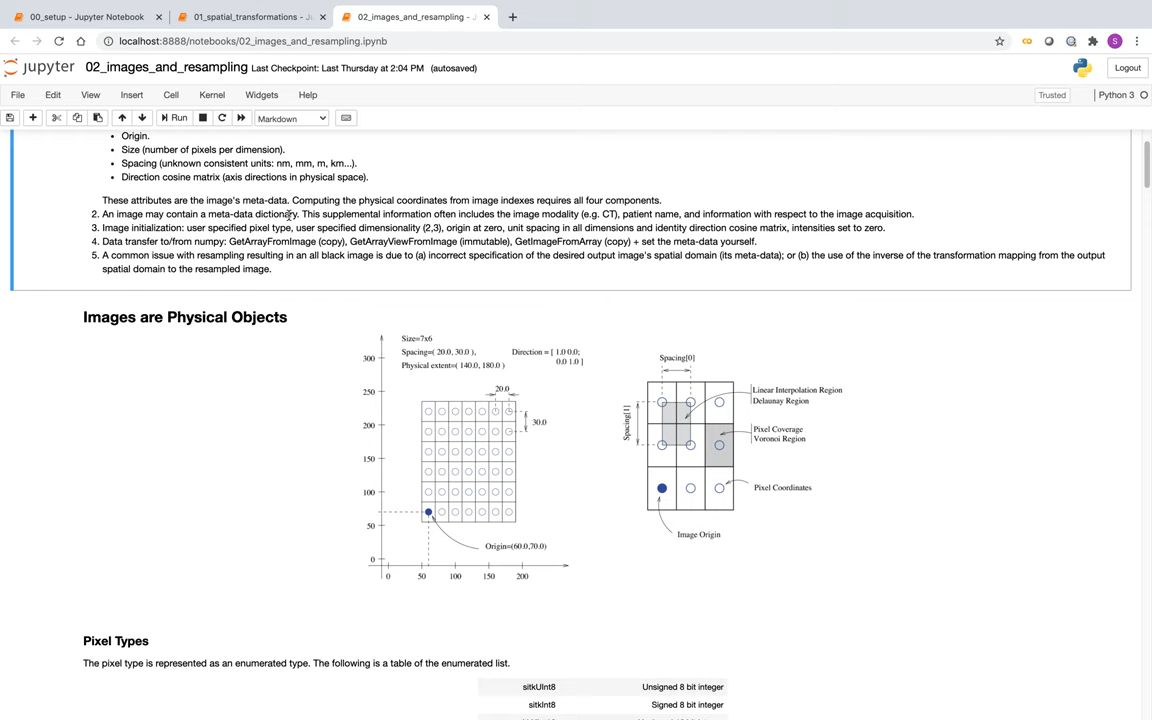 00_setup - Jupyter Notebook
01_spatial_transformations - J
02_images_and_resampling - J
localhost:8888/notebooks/02_images_and_resampling.ipynb
S
jupyter 02_images_and_resampling Last Checkpoint: Last Thursday at 2:04 PM (autosaved)
Logout
File Edit View Insert Cell Kernel Widgets Help
Trusted Python 3
Run Markdown
• Origin.
• Size (number of pixels per dimension).
• Spacing (unknown consistent units: nm, mm, m, km...).
• Direction cosine matrix (axis directions in physical space).
These attributes are the image's meta-data. Computing the physical coordinates from image indexes requires all four components.
2. An image may contain a meta-data dictionary. This supplemental information often includes the image modality (e.g. CT), patient name, and information with respect to the image acquisition.
3. Image initialization: user specified pixel type, user specified dimensionality (2,3), origin at zero, unit spacing in all dimensions and identity direction cosine matrix, intensities set to zero.
4. Data transfer to/from numpy: GetArrayFromImage (copy), GetArrayViewFromImage (immutable), GetImageFromArray (copy) + set the meta-data yourself.
5. A common issue with resampling resulting in an all black image is due to (a) incorrect specification of the desired output image's spatial domain (its meta-data); or (b) the use of the inverse of the transformation mapping from the output
spatial domain to the resampled image.
Images are Physical Objects
Size=7x6
Spacing=( 20.0, 30.0 ),
Physical extent=( 140.0, 180.0 )
Direction = [ 1.0 0.0;
0.0 1.0 ]
300
250
200
150
100
50
0
20.0
30.0
Origin=(60.0,70.0)
0 50 100 150 200
Spacing[0]
Spacing[1]
Linear Interpolation Region
Delaunay Region
Pixel Coverage
Voronoi Region
Pixel Coordinates
Image Origin
Pixel Types
The pixel type is represented as an enumerated type. The following is a table of the enumerated list.
sitkUInt8 Unsigned 8 bit integer
sitkInt8 Signed 8 bit integer